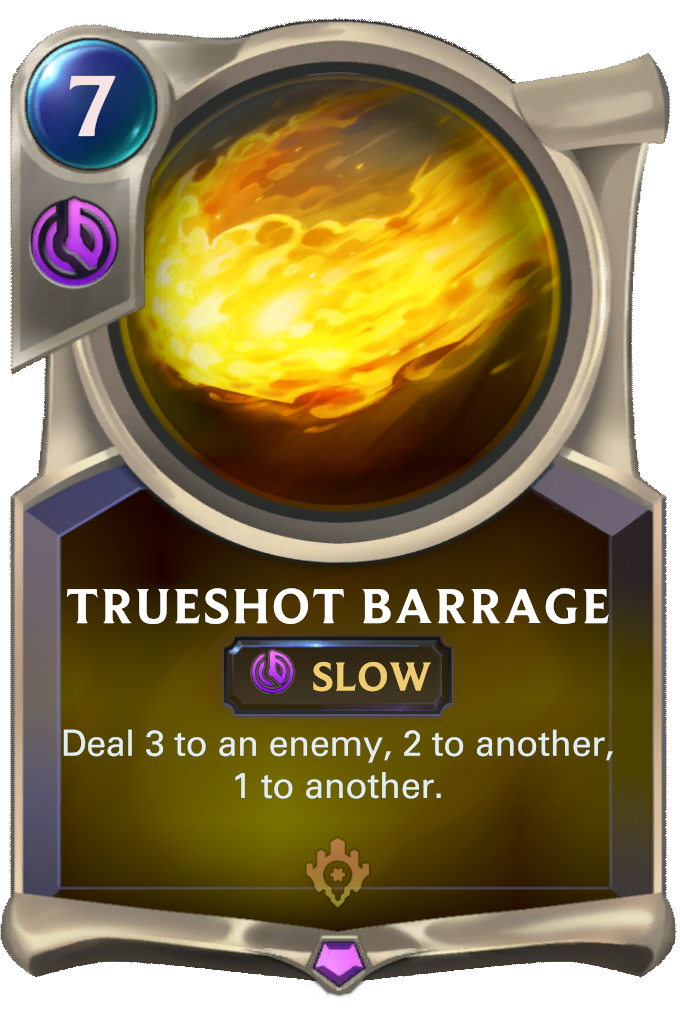 7
TRUESHOT BARRAGE
SLOW
Deal 3 to an enemy, 2 to another,
1 to another.